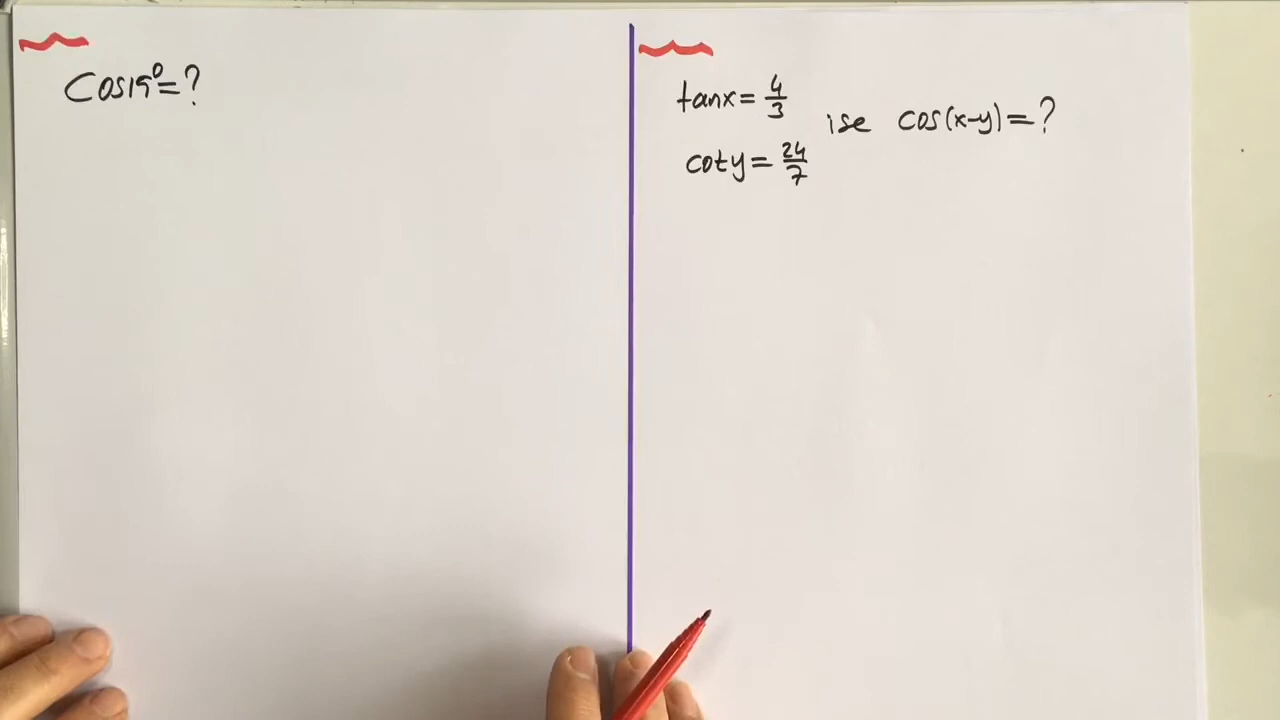 Cos15°=?
tanx=4/3
ise cos(x-y)=?
coty=24/7